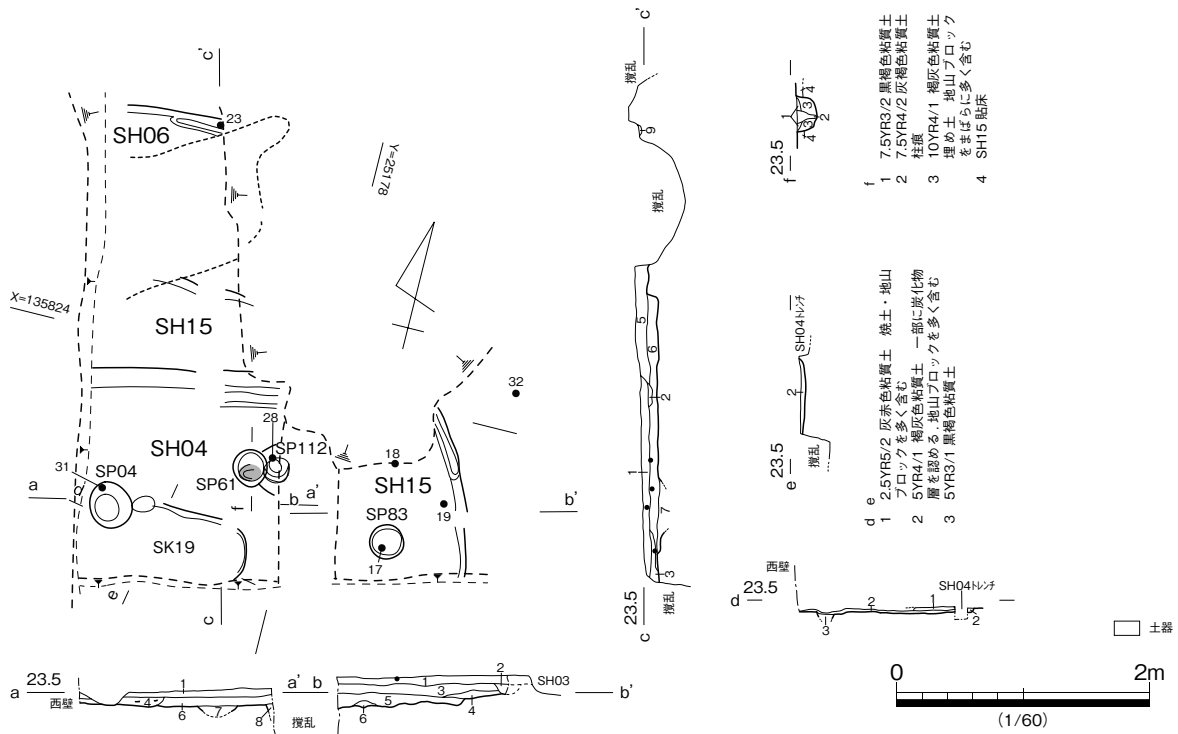 c'
SH06
23
Y=25178
X=135824
SH15
SH04
28
SP112
31
SP04
SP61
a
d
f
b
a'
SK19
e
c
18
SH15
19
SP83
17
32
b'
c'
撹乱
9
撹乱
5
6
2
1
7
3
23.5
c
撹乱
23.5
f
1
4
3
3
4
2
f
1 7.5YR3/2 黒褐色粘質土
2 7.5YR4/2 灰褐色粘質土
柱痕
3 10YR4/1 褐灰色粘質土
埋め土 地山ブロック
をまばらに多く含む
4 SH15 貼床
SH04トレンチ
2
23.5
e
撹乱
d e
1 2.5YR5/2 灰赤色粘質土 焼土・地山
ブロックを多く含む
2 5YR4/1 褐灰色粘質土 一部に炭化物
層を認める、地山ブロックを多く含む
3 5YR3/1 黒褐色粘質土
西壁
SH04トレンチ
23.5
d
2
1
3
2
土器
23.5
a
西壁
1
4
6
7
8
a'
撹乱
b
1
2
3
5
4
6
SH03
b'
0
2m
(1/60)